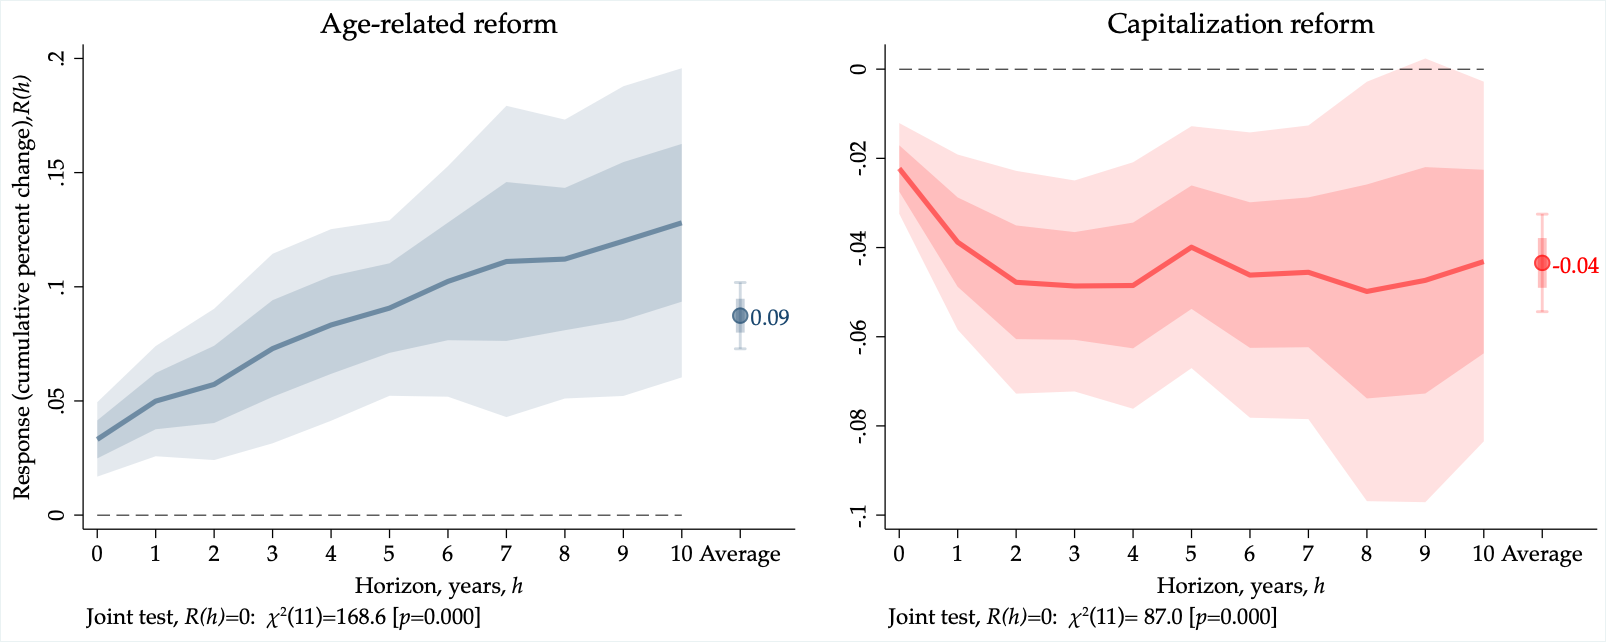 Age-related reform
Response (cumulative percent change),R(h)
.2
.15
.1
.05
0
0.09
0 1 2 3 4 5 6 7 8 9 10 Average
Horizon, years, h
Joint test, R(h)=0: χ²(11)=168.6 [p=0.000]
Capitalization reform
0
-.02
-.04
-.06
-.08
-.1
-0.04
0 1 2 3 4 5 6 7 8 9 10 Average
Horizon, years, h
Joint test, R(h)=0: χ²(11)= 87.0 [p=0.000]